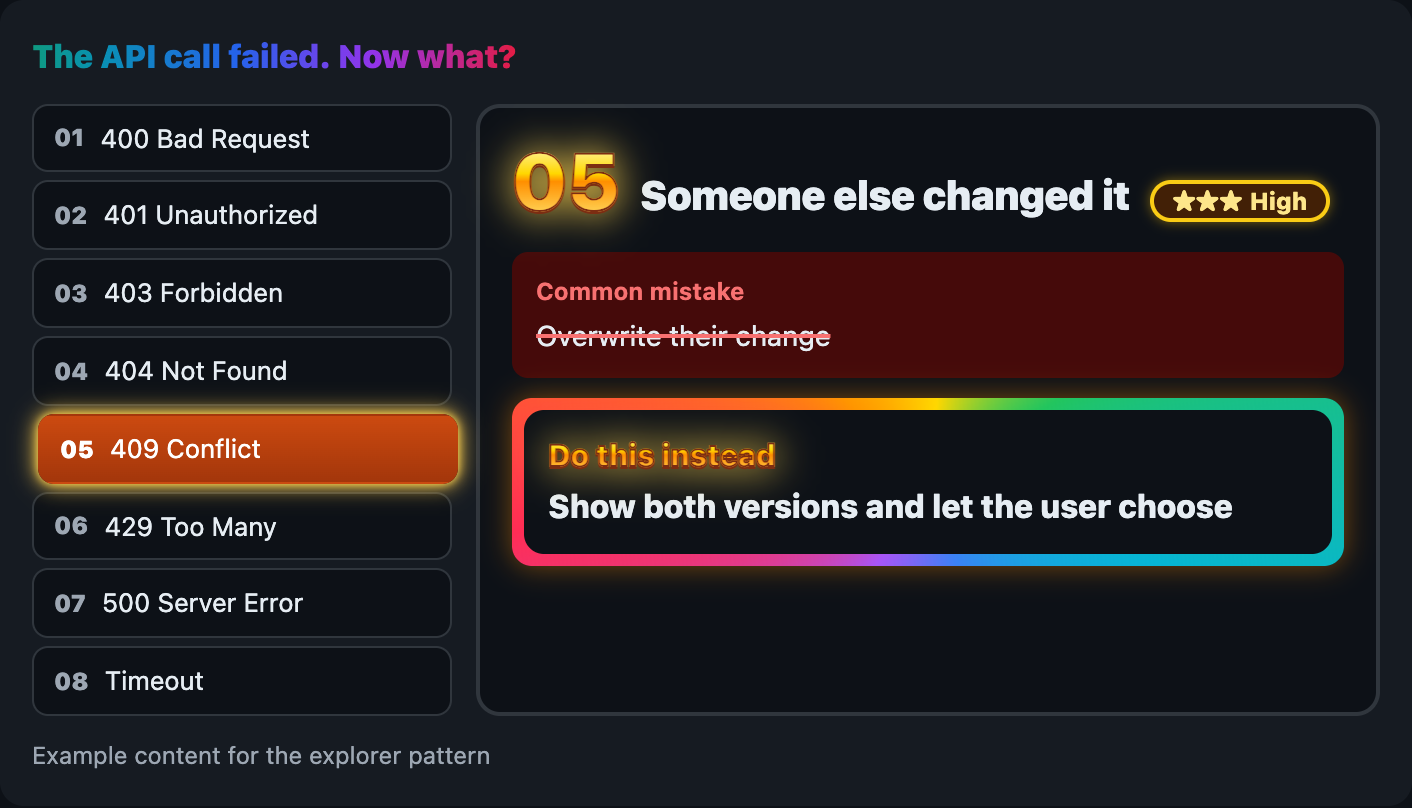 The API call failed. Now what?
01 400 Bad Request
02 401 Unauthorized
03 403 Forbidden
04 404 Not Found
05 409 Conflict
06 429 Too Many
07 500 Server Error
08 Timeout
05 Someone else changed it ★★★ High
Common mistake
Overwrite their change
Do this instead
Show both versions and let the user choose
Example content for the explorer pattern